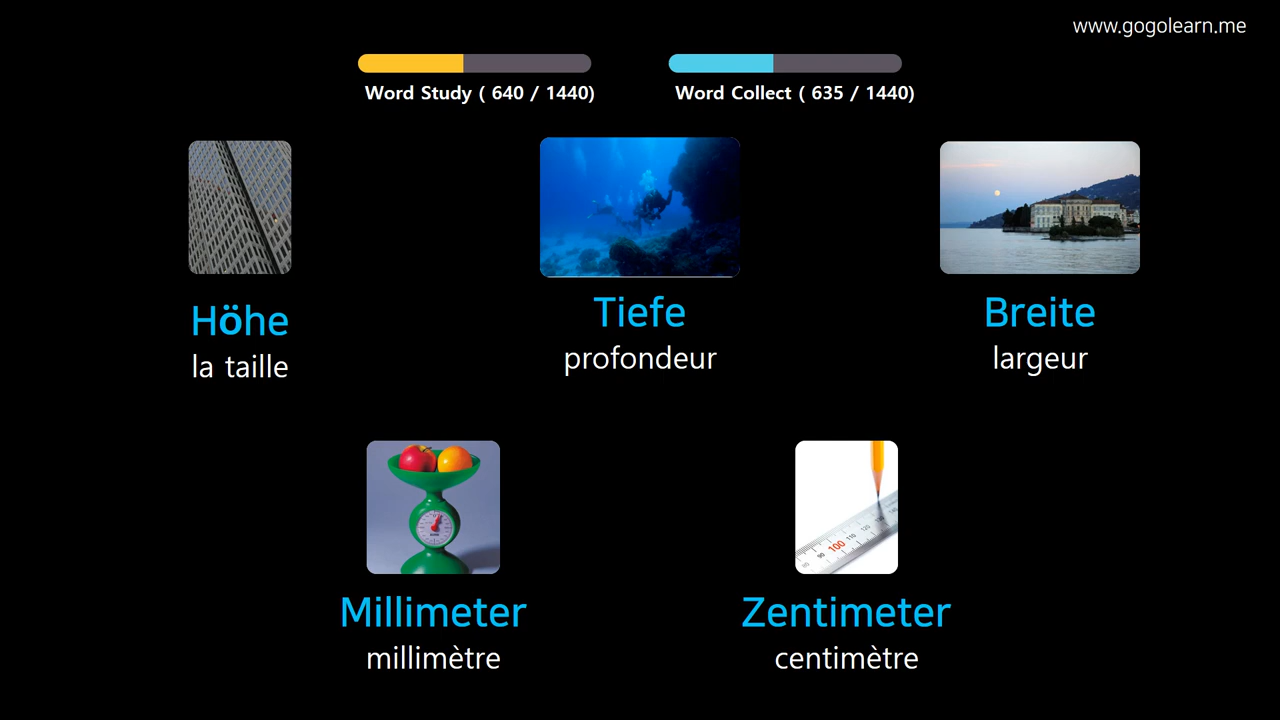 www.gogolearn.me
Word Study ( 640 / 1440)
Word Collect ( 635 / 1440)
Höhe
la taille
Tiefe
profondeur
Breite
largeur
Millimeter
millimètre
Zentimeter
centimètre